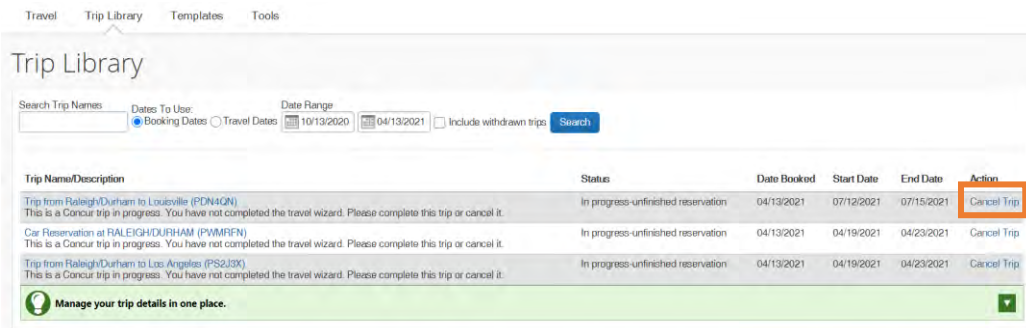 Travel Trip Library Templates Tools
Trip Library
Search Trip Names Dates To Use: Date Range
Booking Dates Travel Dates 10/13/2020 04/13/2021 Include withdrawn trips Search
Trip Name/Description Status Date Booked Start Date End Date Action
Trip from Raleigh/Durham to Louisville (PDN4QN) In progress-unfinished reservation 04/13/2021 07/12/2021 07/15/2021 Cancel Trip
This is a Concur trip in progress. You have not completed the travel wizard. Please complete this trip or cancel it.
Car Reservation at RALEIGH/DURHAM (PWMRFN) In progress-unfinished reservation 04/13/2021 04/19/2021 04/23/2021 Cancel Trip
This is a Concur trip in progress. You have not completed the travel wizard. Please complete this trip or cancel it.
Trip from Raleigh/Durham to Los Angeles (PS2J3X) In progress-unfinished reservation 04/13/2021 04/19/2021 04/23/2021 Cancel Trip
This is a Concur trip in progress. You have not completed the travel wizard. Please complete this trip or cancel it.
Manage your trip details in one place.